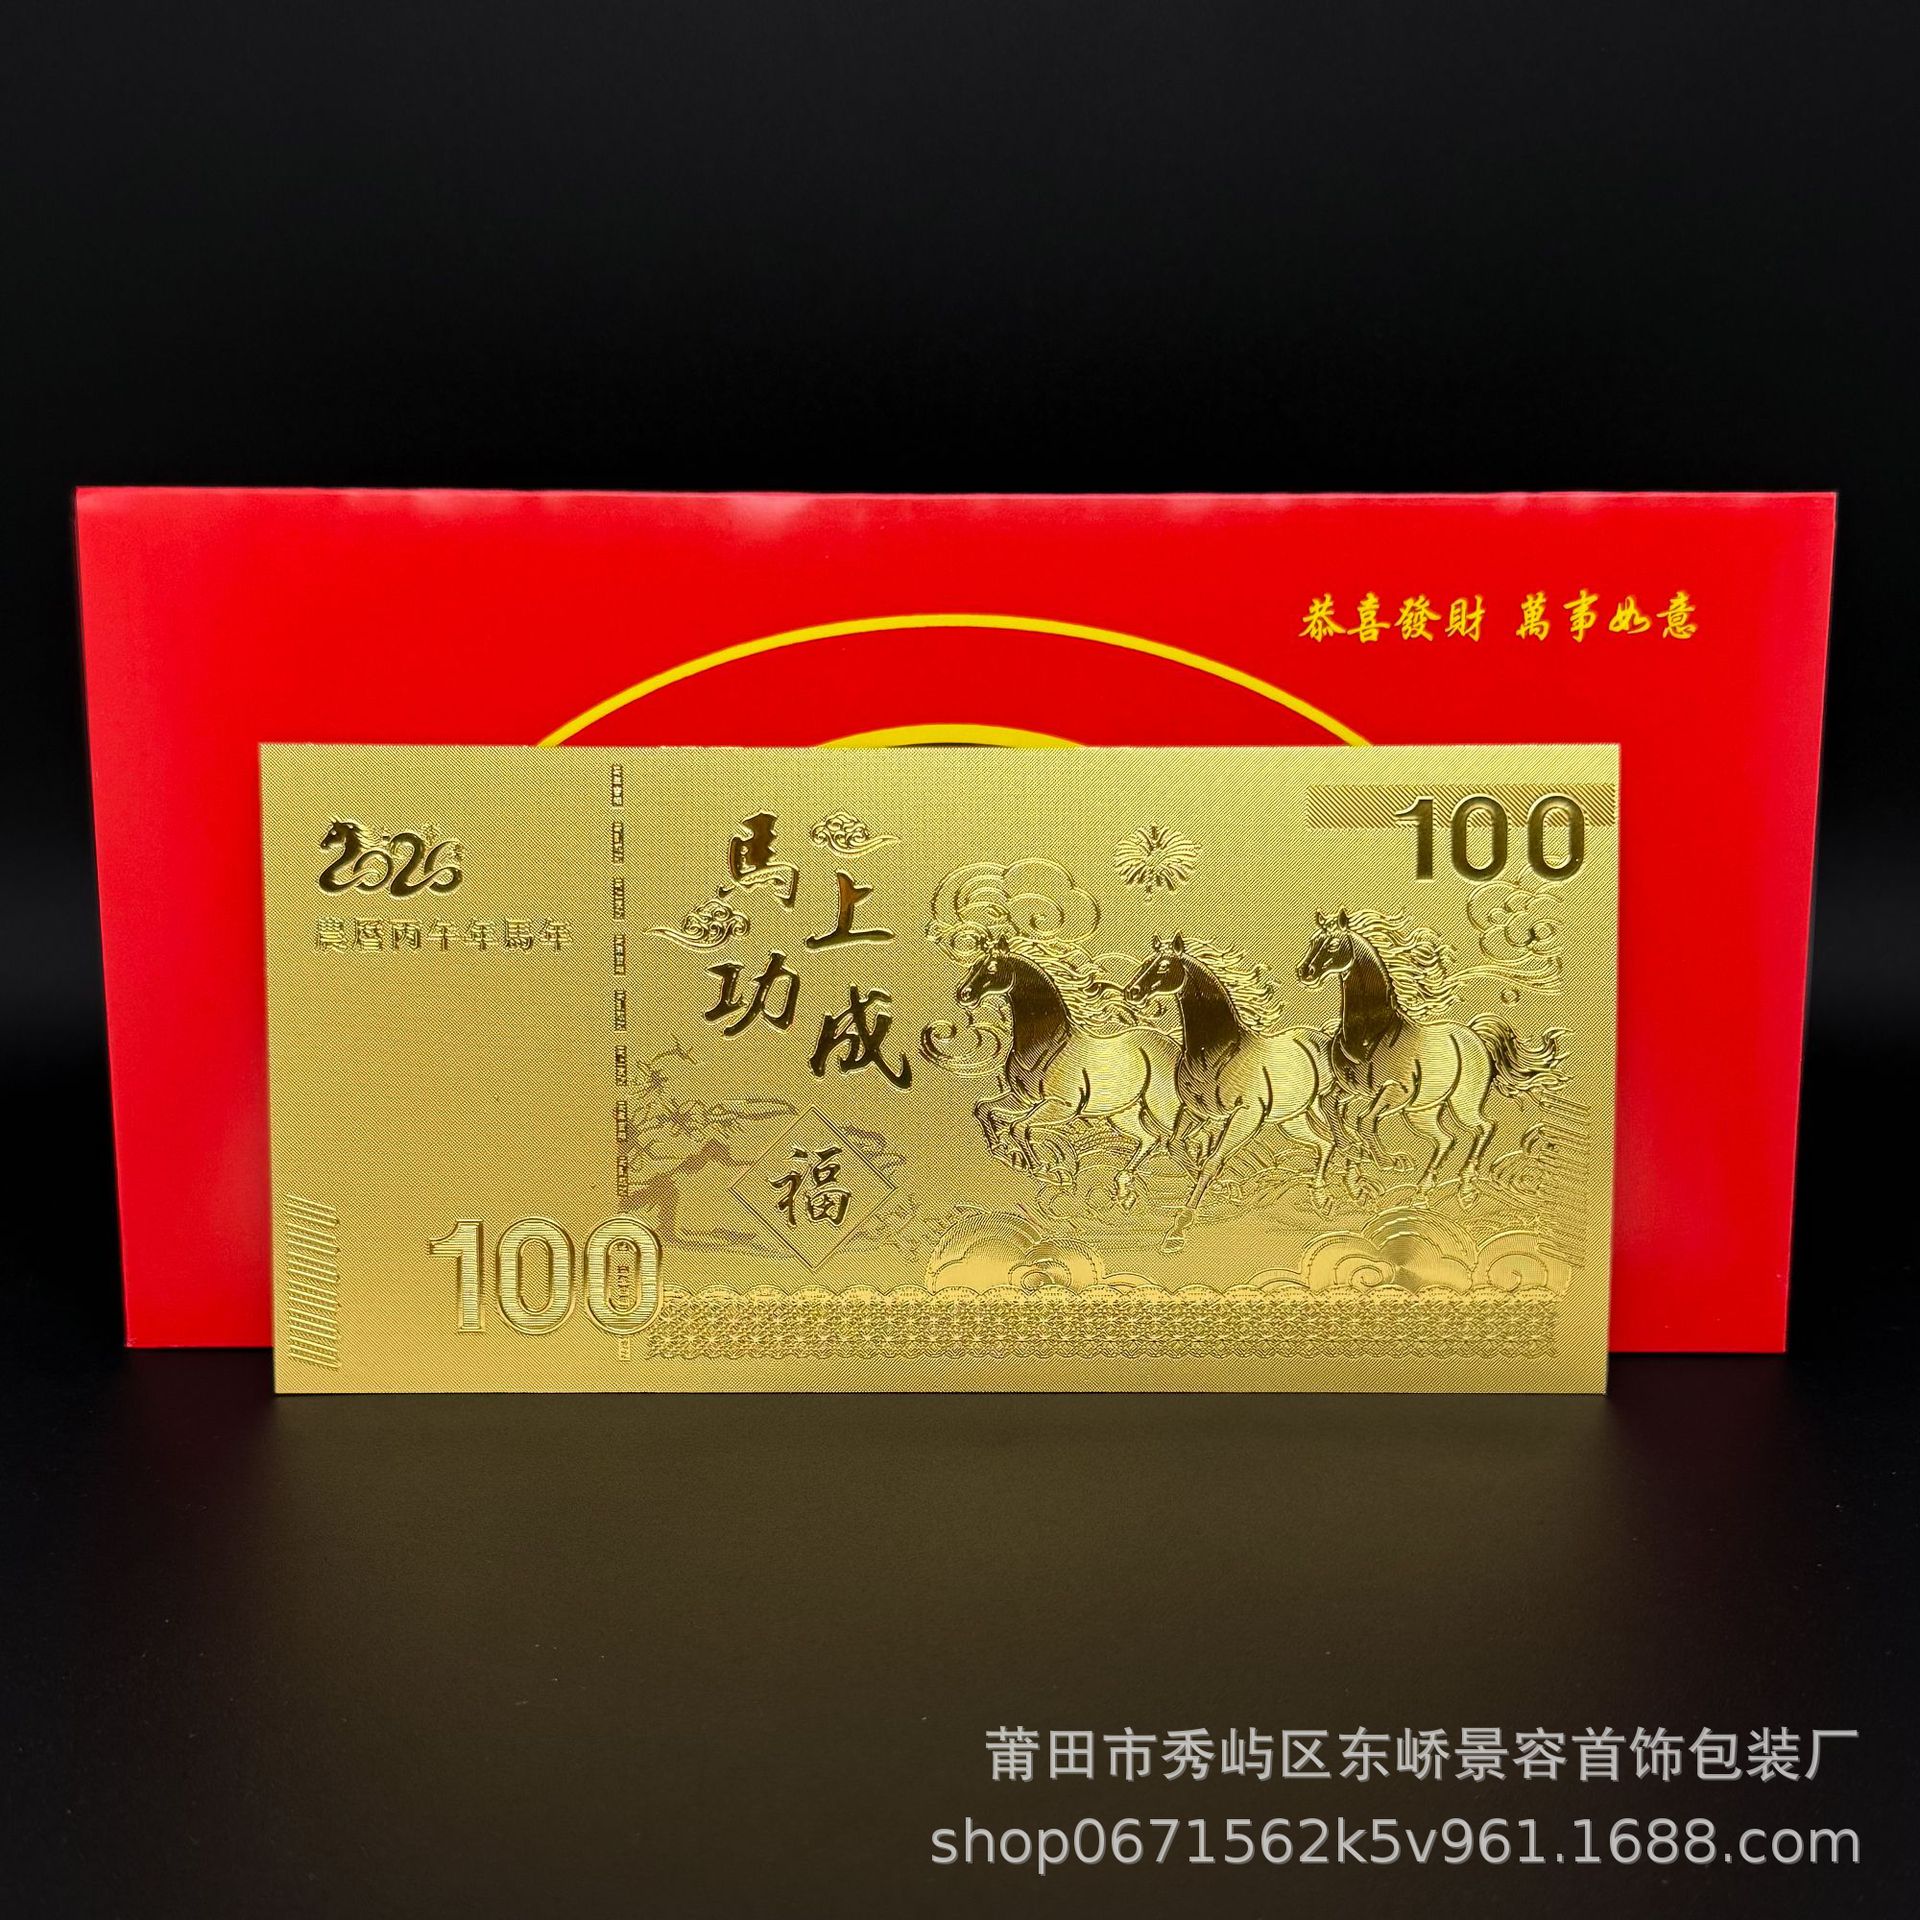 恭喜發財 萬事如意
2026
農曆丙午年馬年
馬上
功成
福
100
100
莆田市秀屿区东峤景容首饰包装厂
shop0671562k5v961.1688.com